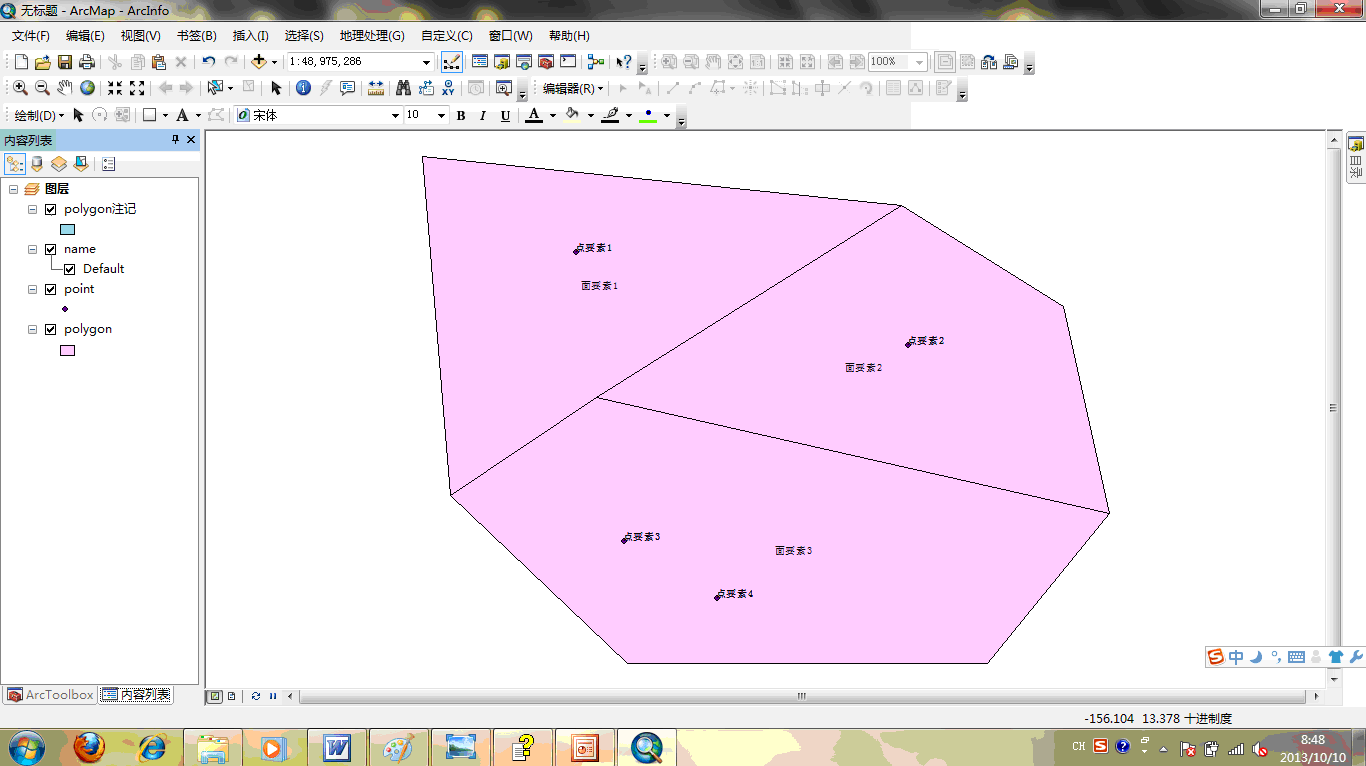 无标题 - ArcMap - ArcInfo
文件(F) 编辑(E) 视图(V) 书签(B) 插入(I) 选择(S) 地理处理(G) 自定义(C) 窗口(W) 帮助(H)
1:48,975,286 100%
编辑器(R)
绘制(D) A 宋体 10 B I U A
内容列表
图层
polygon注记
name
Default
point
polygon
点要素1
面要素1
点要素2
面要素2
点要素3
面要素3
点要素4
目录
中
ArcToolbox 内容列表
-156.104 13.378 十进制度
CH
8:48
2013/10/10